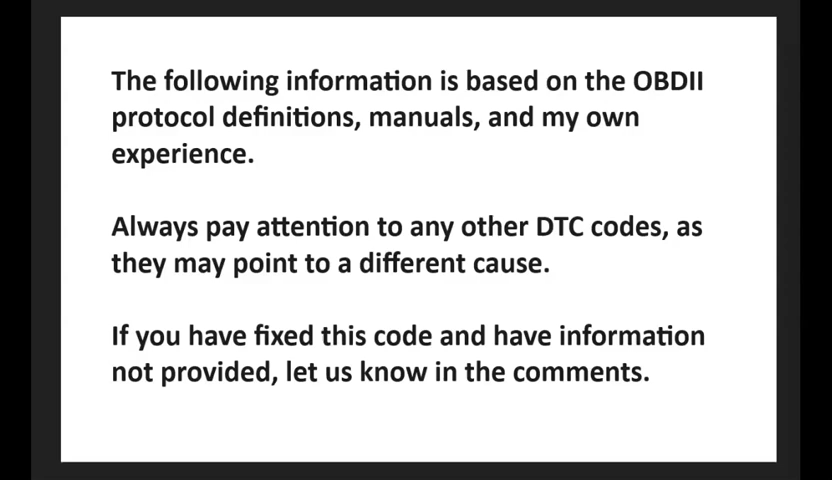 The following information is based on the OBDII
protocol definitions, manuals, and my own
experience.
Always pay attention to any other DTC codes, as
they may point to a different cause.
If you have fixed this code and have information
not provided, let us know in the comments.